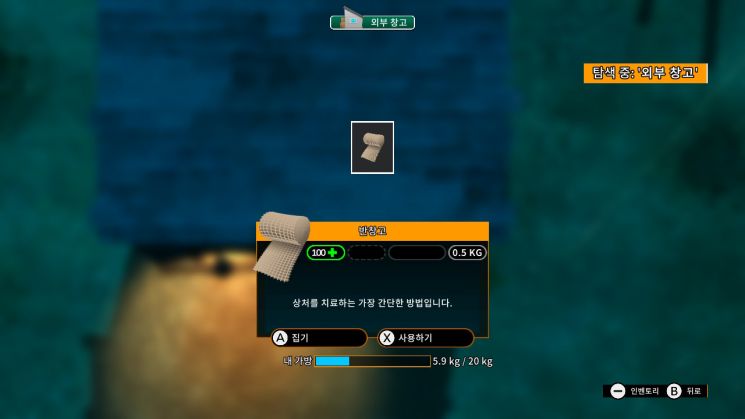 외부 창고
탐색 중: '외부 창고'
반창고
100
0.5 KG
상처를 치료하는 가장 간단한 방법입니다.
A 집기
X 사용하기
내 가방 5.9 kg / 20 kg
인벤토리 B 뒤로